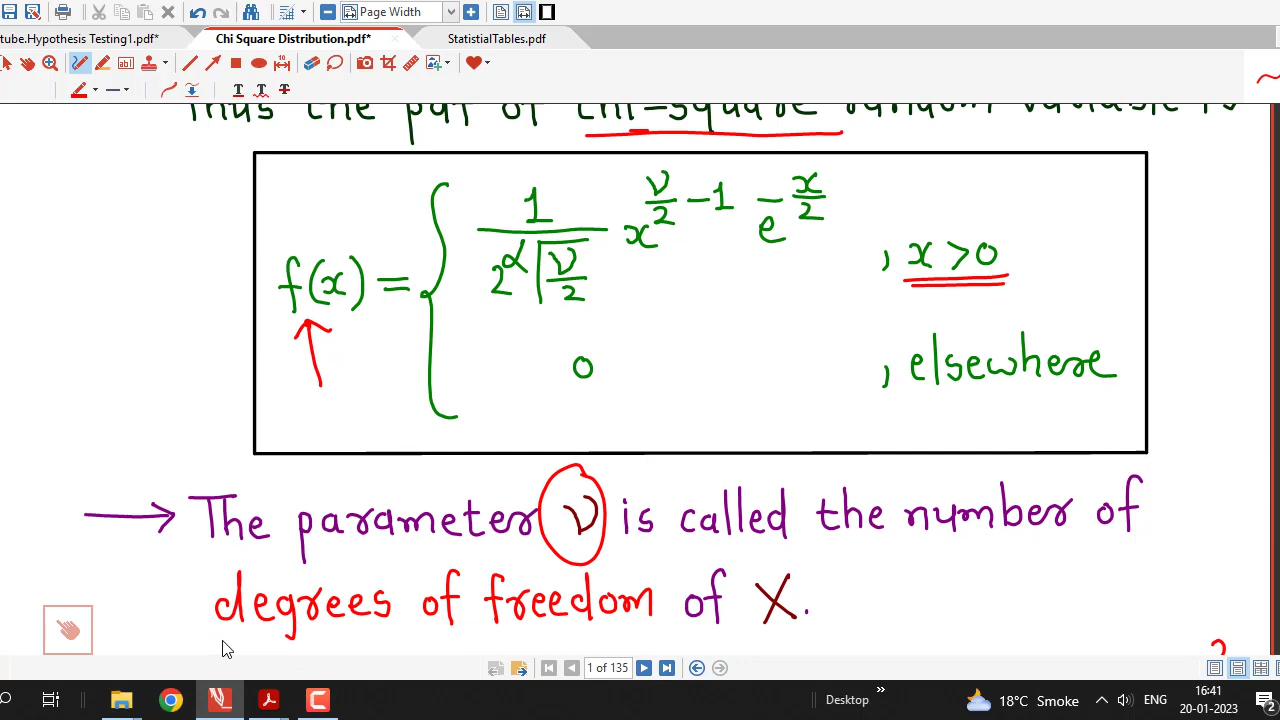 Page Width
tube.Hypothesis Testing1.pdf* Chi Square Distribution.pdf* StatistialTables.pdf
Thus the pdf of chi-square random variable is
f(x) = { 1 / 2^α Γ ν/2 x^(ν/2 - 1) e^(-x/2) , x > 0
0 , elsewhere
→ The parameter ν is called the number of
degrees of freedom of X.
1 of 135
18°C Smoke ENG 16:41
Desktop » 20-01-2023
2